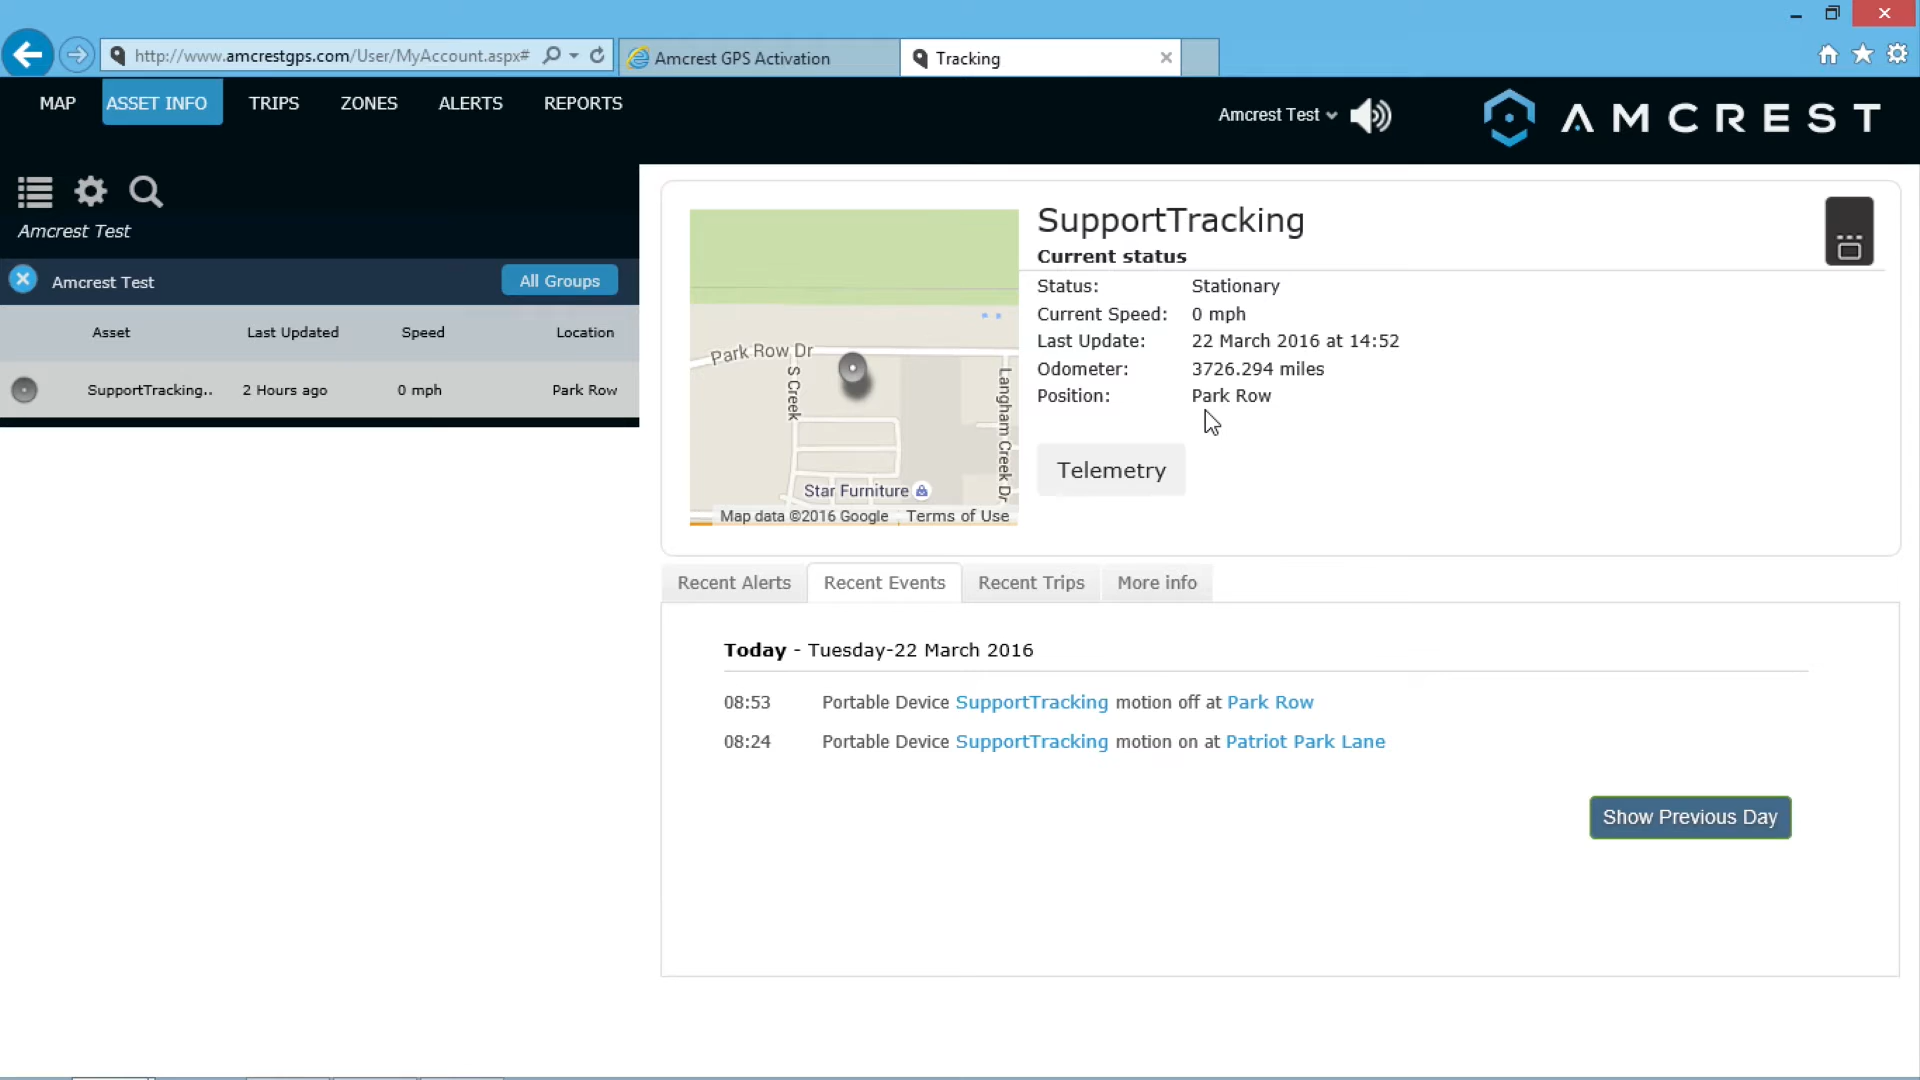 http://www.amcrestgps.com/User/MyAccount.aspx#
Amcrest GPS Activation
Tracking
MAP
ASSET INFO
TRIPS
ZONES
ALERTS
REPORTS
Amcrest Test
AMCREST
Amcrest Test
Amcrest Test
All Groups
Asset
Last Updated
Speed
Location
SupportTracking..
2 Hours ago
0 mph
Park Row
Park Row Dr
S Creek
Langham Creek Dr
Star Furniture
Map data ©2016 Google
Terms of Use
SupportTracking
Current status
Status: Stationary
Current Speed: 0 mph
Last Update: 22 March 2016 at 14:52
Odometer: 3726.294 miles
Position: Park Row
Telemetry
Recent Alerts
Recent Events
Recent Trips
More info
Today - Tuesday-22 March 2016
08:53 Portable Device SupportTracking motion off at Park Row
08:24 Portable Device SupportTracking motion on at Patriot Park Lane
Show Previous Day